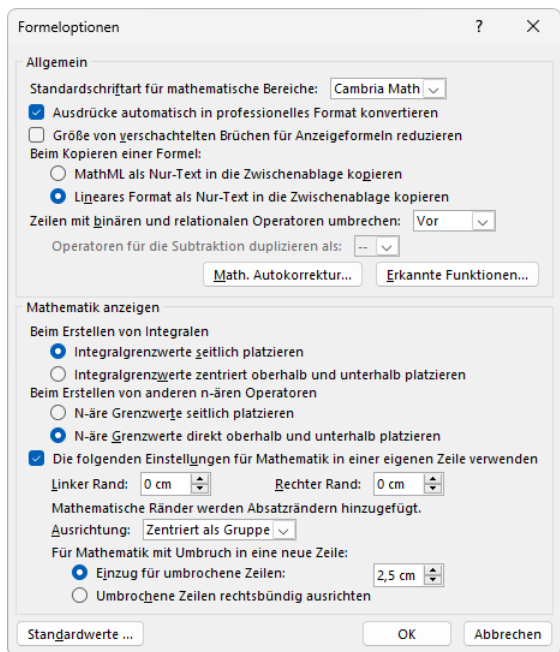 Formeloptionen ? ✕
Allgemein
Standardschriftart für mathematische Bereiche: Cambria Math
Ausdrücke automatisch in professionelles Format konvertieren
Größe von verschachtelten Brüchen für Anzeigeformeln reduzieren
Beim Kopieren einer Formel:
MathML als Nur-Text in die Zwischenablage kopieren
Lineares Format als Nur-Text in die Zwischenablage kopieren
Zeilen mit binären und relationalen Operatoren umbrechen: Vor
Operatoren für die Subtraktion duplizieren als: --
Math. Autokorrektur... Erkannte Funktionen...
Mathematik anzeigen
Beim Erstellen von Integralen
Integralgrenzwerte seitlich platzieren
Integralgrenzwerte zentriert oberhalb und unterhalb platzieren
Beim Erstellen von anderen n-ären Operatoren
N-äre Grenzwerte seitlich platzieren
N-äre Grenzwerte direkt oberhalb und unterhalb platzieren
Die folgenden Einstellungen für Mathematik in einer eigenen Zeile verwenden
Linker Rand: 0 cm Rechter Rand: 0 cm
Mathematische Ränder werden Absatzrändern hinzugefügt.
Ausrichtung: Zentriert als Gruppe
Für Mathematik mit Umbruch in eine neue Zeile:
Einzug für umbrochene Zeilen: 2,5 cm
Umbrochene Zeilen rechtsbündig ausrichten
Standardwerte ... OK Abbrechen